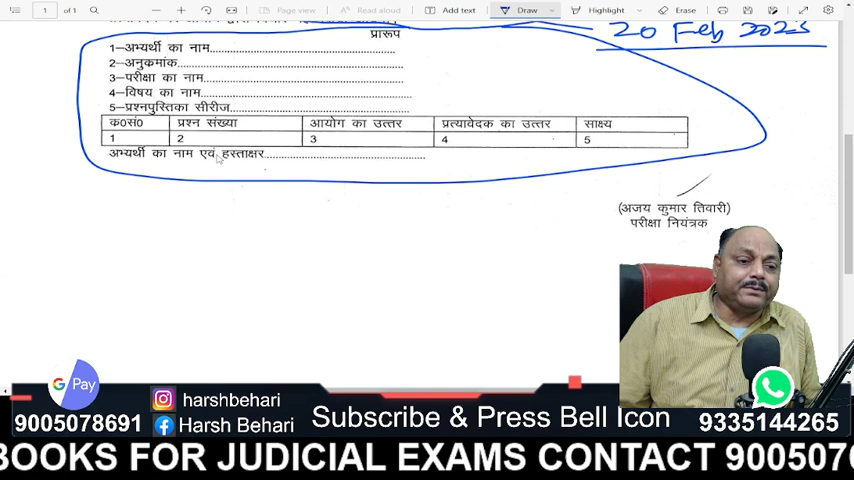 1
Page view
Read aloud
Add text
Draw
Highlight
Erase
20 Feb 2023
प्रारूप
1–अभ्यर्थी का नाम
2–अनुकमांक
3–परीक्षा का नाम
4–विषय का नाम
5–प्रश्नपुस्तिका सीरीज
क0सं0 प्रश्न संख्या आयोग का उत्तर प्रत्यावेदक का उत्तर साक्ष्य
1 2 3 4 5
अभ्यर्थी का नाम एवं हस्ताक्षर
(अजय कुमार तिवारी)
परीक्षा नियंत्रक
G Pay
9005078691
harshbehari
Harsh Behari
Subscribe & Press Bell Icon
9335144265
BOOKS FOR JUDICIAL EXAMS CONTACT 900507